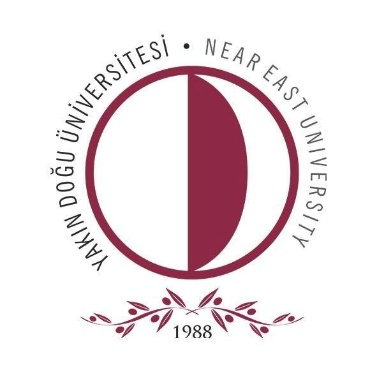 YAKIN DOĞU ÜNİVERSİTESİ • NEAR EAST UNIVERSITY
1988